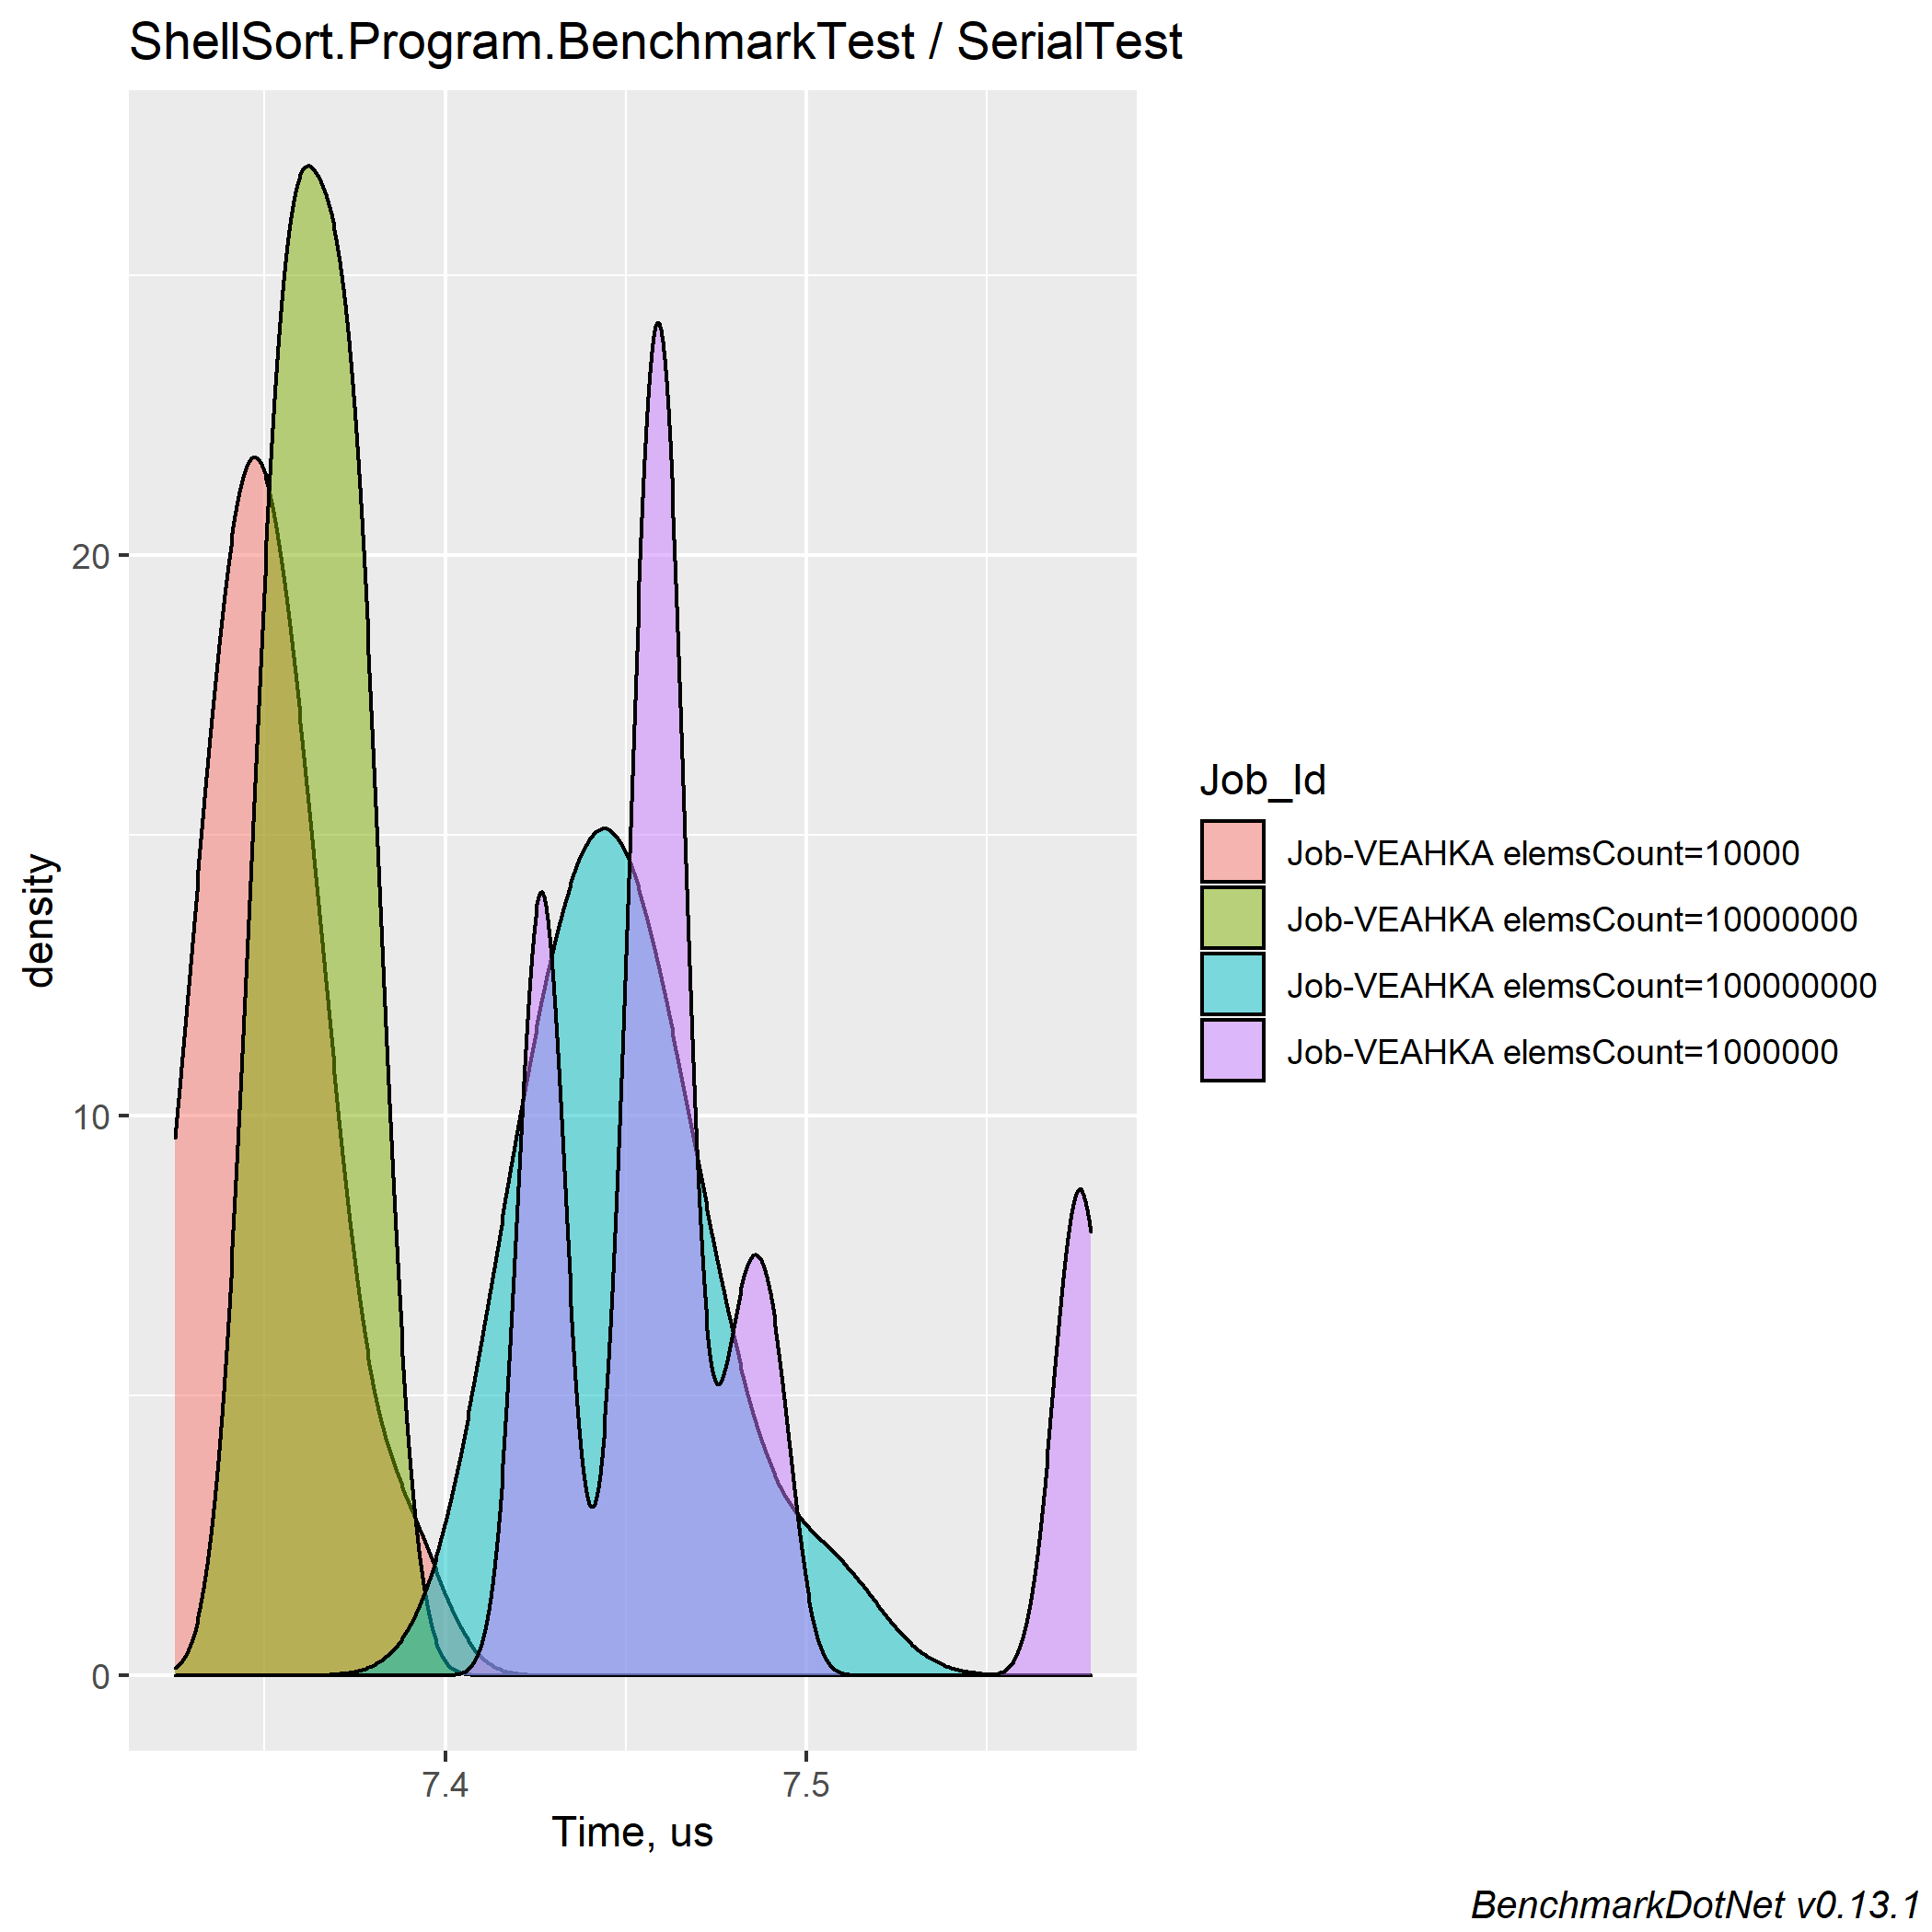 ShellSort.Program.BenchmarkTest / SerialTest
density
20
10
0
7.4
7.5
Time, us
Job_Id
Job-VEAHKA elemsCount=10000
Job-VEAHKA elemsCount=10000000
Job-VEAHKA elemsCount=100000000
Job-VEAHKA elemsCount=1000000
BenchmarkDotNet v0.13.1